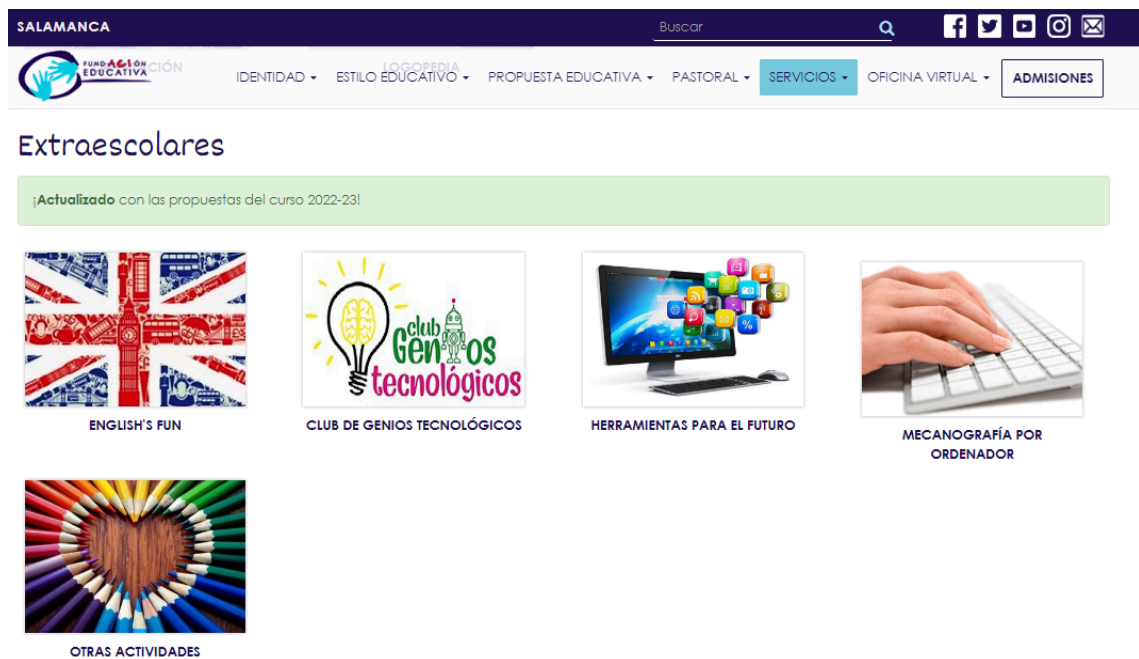 SALAMANCA
Buscar
FUNDACIÓN
EDUCATIVA
CIÓN
LOGOPEDIA
IDENTIDAD
ESTILO EDUCATIVO
PROPUESTA EDUCATIVA
PASTORAL
SERVICIOS
OFICINA VIRTUAL
ADMISIONES
Extraescolares
¡Actualizado con las propuestas del curso 2022-23!
club
Genios
tecnológicos
%
ENGLISH'S FUN
CLUB DE GENIOS TECNOLÓGICOS
HERRAMIENTAS PARA EL FUTURO
MECANOGRAFÍA POR
ORDENADOR
OTRAS ACTIVIDADES